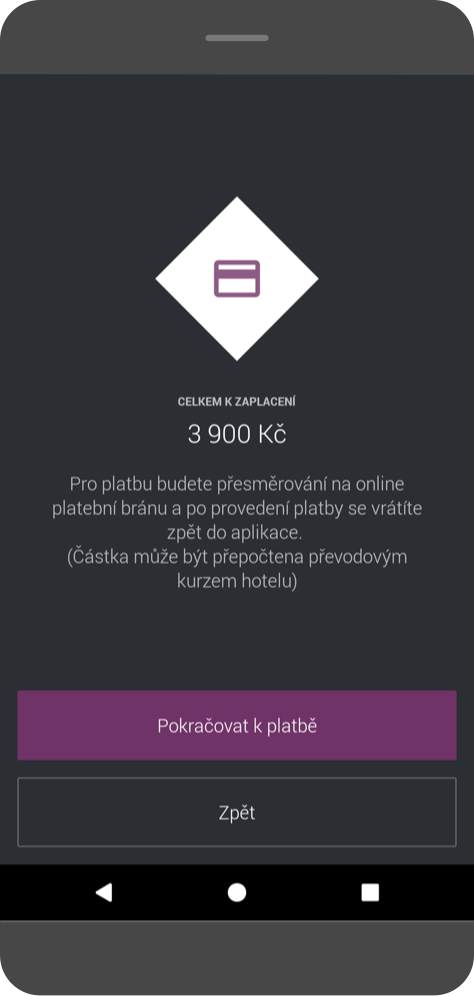 CELKEM K ZAPLACENÍ
3 900 Kč
Pro platbu budete přesměrování na online
platební bránu a po provedení platby se vrátíte
zpět do aplikace.
(Částka může být přepočtena převodovým
kurzem hotelu)
Pokračovat k platbě
Zpět